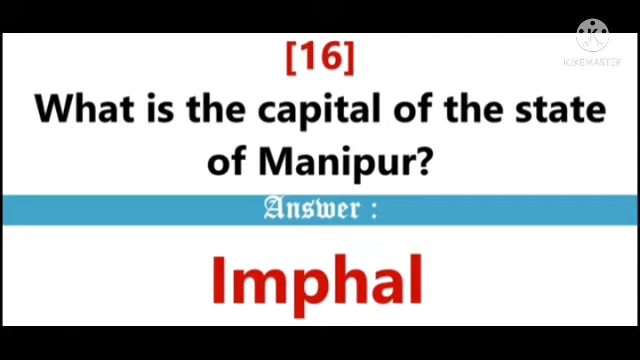 KINEMASTER
[16]
What is the capital of the state
of Manipur?
Answer :
Imphal